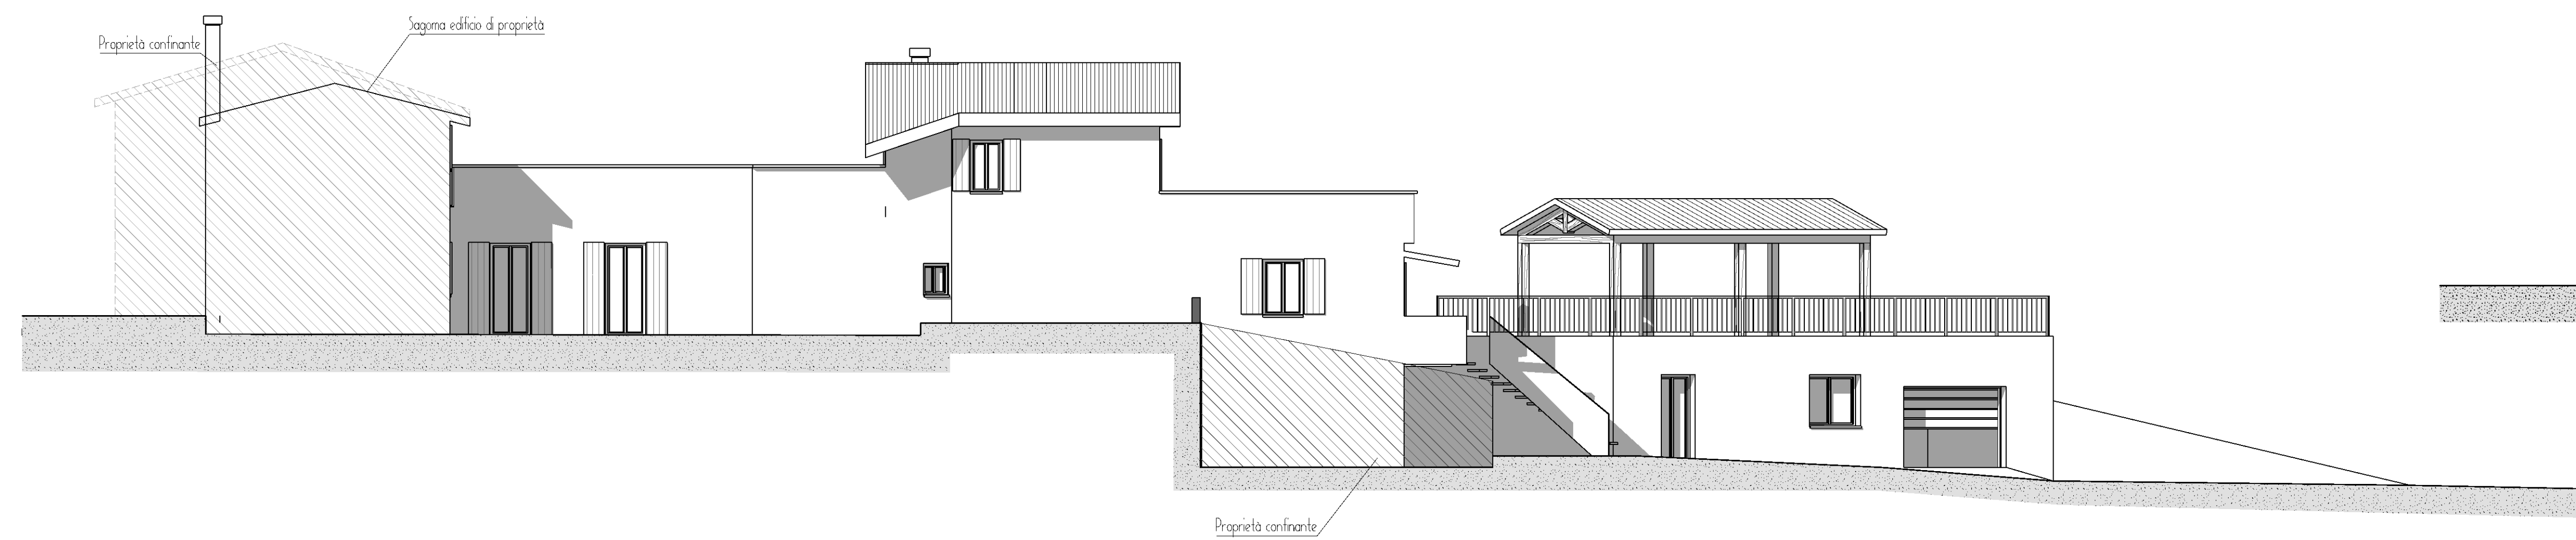 Sagoma edificio di proprietà
Proprietà confinante
Proprietà confinante